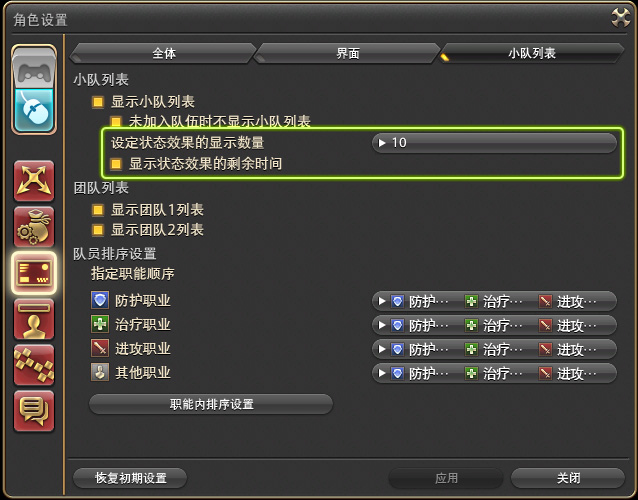 角色设置
全体 界面 小队列表
小队列表
显示小队列表
未加入队伍时不显示小队列表
设定状态效果的显示数量 10
显示状态效果的剩余时间
团队列表
显示团队1列表
显示团队2列表
队员排序设置
指定职能顺序
防护职业 防护… 治疗… 进攻…
治疗职业 防护… 治疗… 进攻…
进攻职业 防护… 治疗… 进攻…
其他职业 防护… 治疗… 进攻…
职能内排序设置
恢复初期设置 应用 关闭